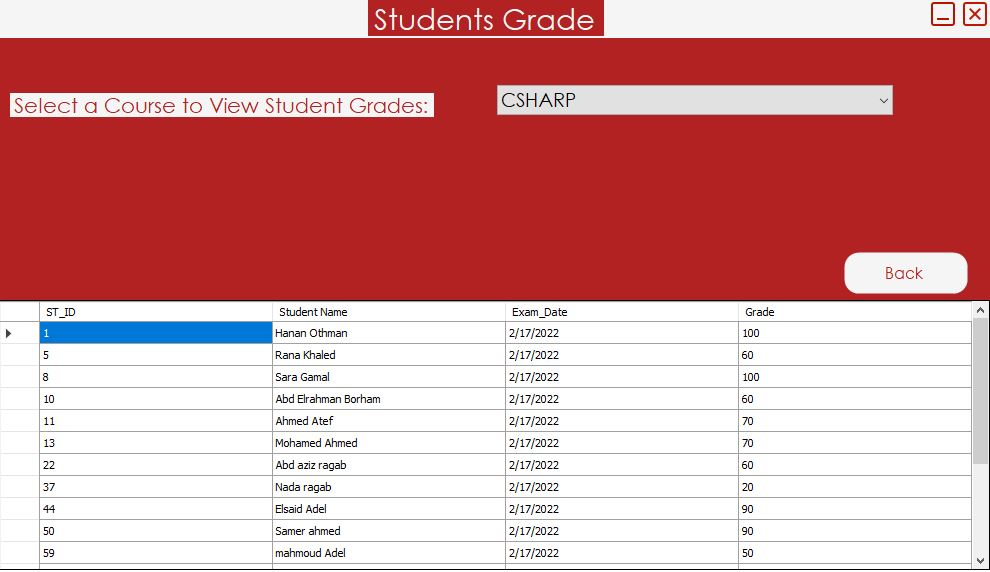 Students Grade
Select a Course to View Student Grades: CSHARP
Back
ST_ID Student Name Exam_Date Grade
1 Hanan Othman 2/17/2022 100
5 Rana Khaled 2/17/2022 60
8 Sara Gamal 2/17/2022 100
10 Abd Elrahman Borham 2/17/2022 60
11 Ahmed Atef 2/17/2022 70
13 Mohamed Ahmed 2/17/2022 70
22 Abd aziz ragab 2/17/2022 60
37 Nada ragab 2/17/2022 20
44 Elsaid Adel 2/17/2022 90
50 Samer ahmed 2/17/2022 90
59 mahmoud Adel 2/17/2022 50